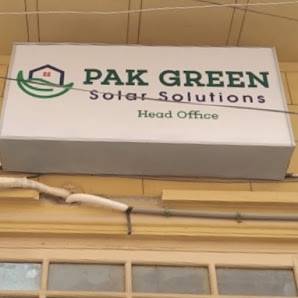 PAK GREEN
Solar Solutions
Head Office